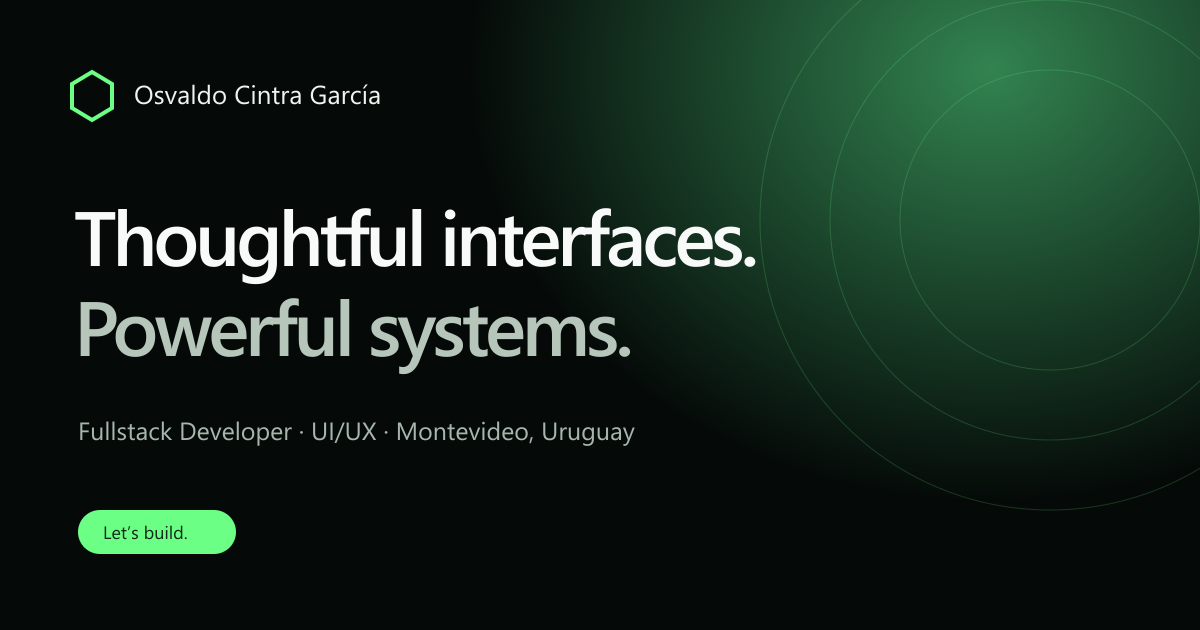 Osvaldo Cintra García
Thoughtful interfaces.
Powerful systems.
Fullstack Developer · UI/UX · Montevideo, Uruguay
Let’s build.